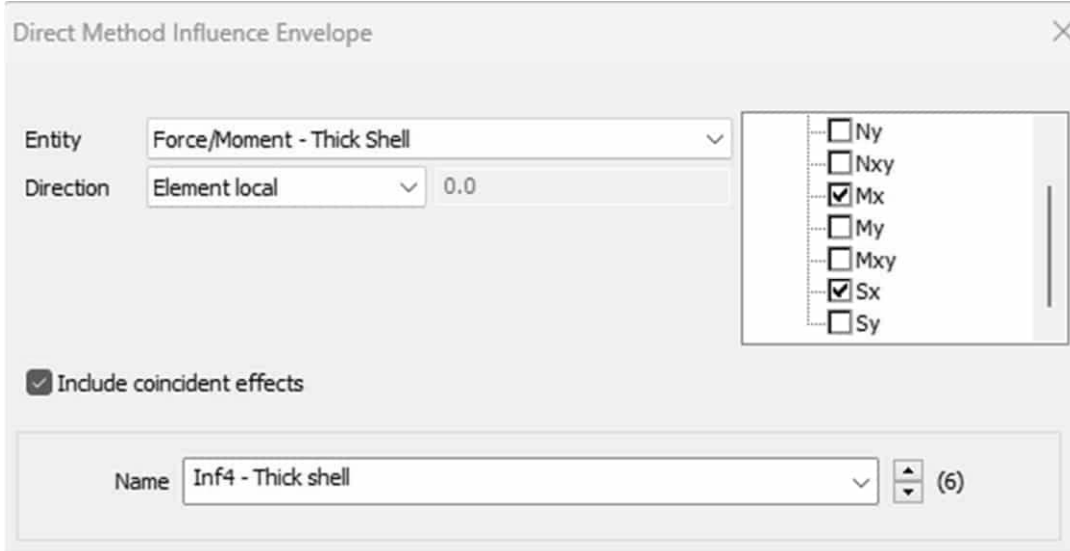 Direct Method Influence Envelope
Entity
Force/Moment - Thick Shell
Direction
Element local
0.0
Ny
Nxy
Mx
My
Mxy
Sx
Sy
Include coincident effects
Name
Inf4 - Thick shell
(6)